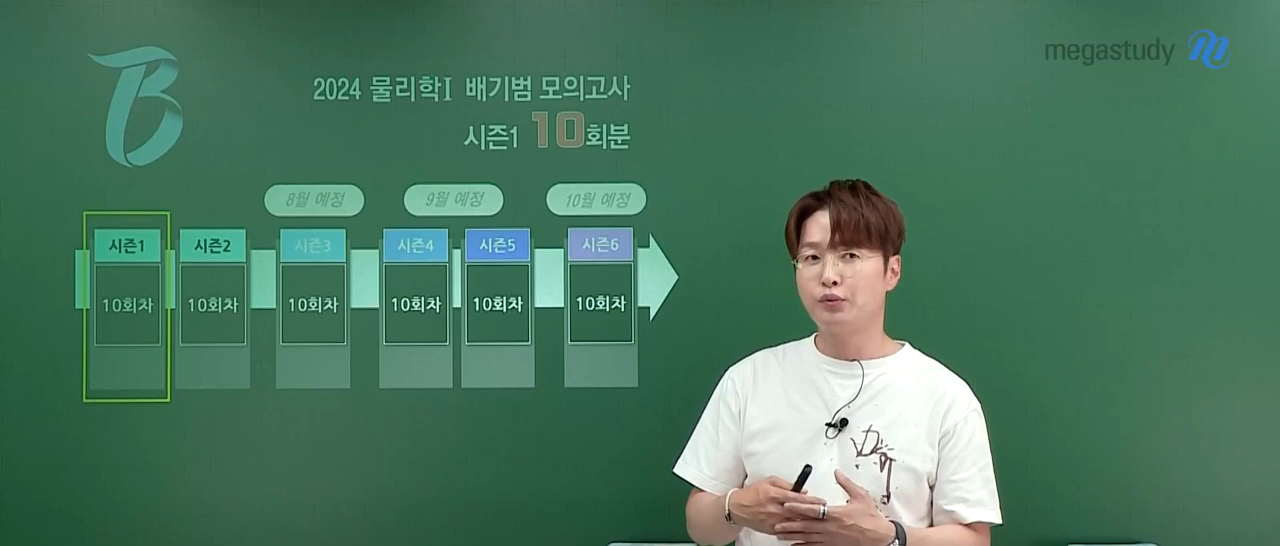 megastudy
2024 물리학I 배기범 모의고사
시즌1 10회분
8월 예정 9월 예정 10월 예정
시즌1 시즌2 시즌3 시즌4 시즌5 시즌6
10회차 10회차 10회차 10회차 10회차 10회차